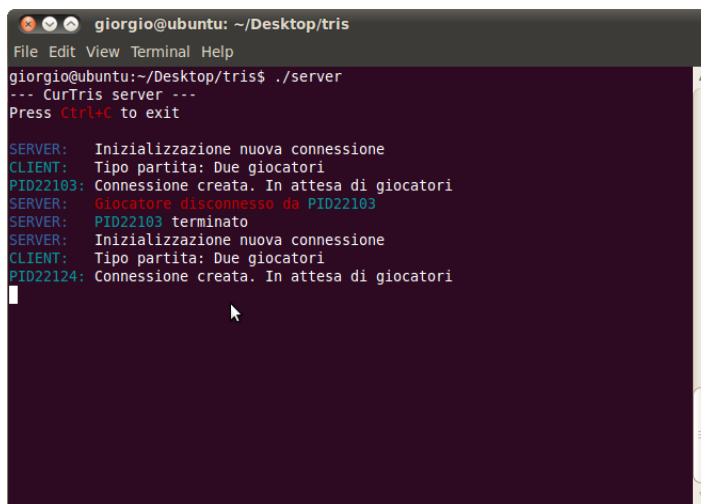 giorgio@ubuntu: ~/Desktop/tris
File Edit View Terminal Help
giorgio@ubuntu:~/Desktop/tris$ ./server
--- CurTris server ---
Press Ctrl+C to exit
SERVER: Inizializzazione nuova connessione
CLIENT: Tipo partita: Due giocatori
PID22103: Connessione creata. In attesa di giocatori
SERVER: Giocatore disconnesso da PID22103
SERVER: PID22103 terminato
SERVER: Inizializzazione nuova connessione
CLIENT: Tipo partita: Due giocatori
PID22124: Connessione creata. In attesa di giocatori